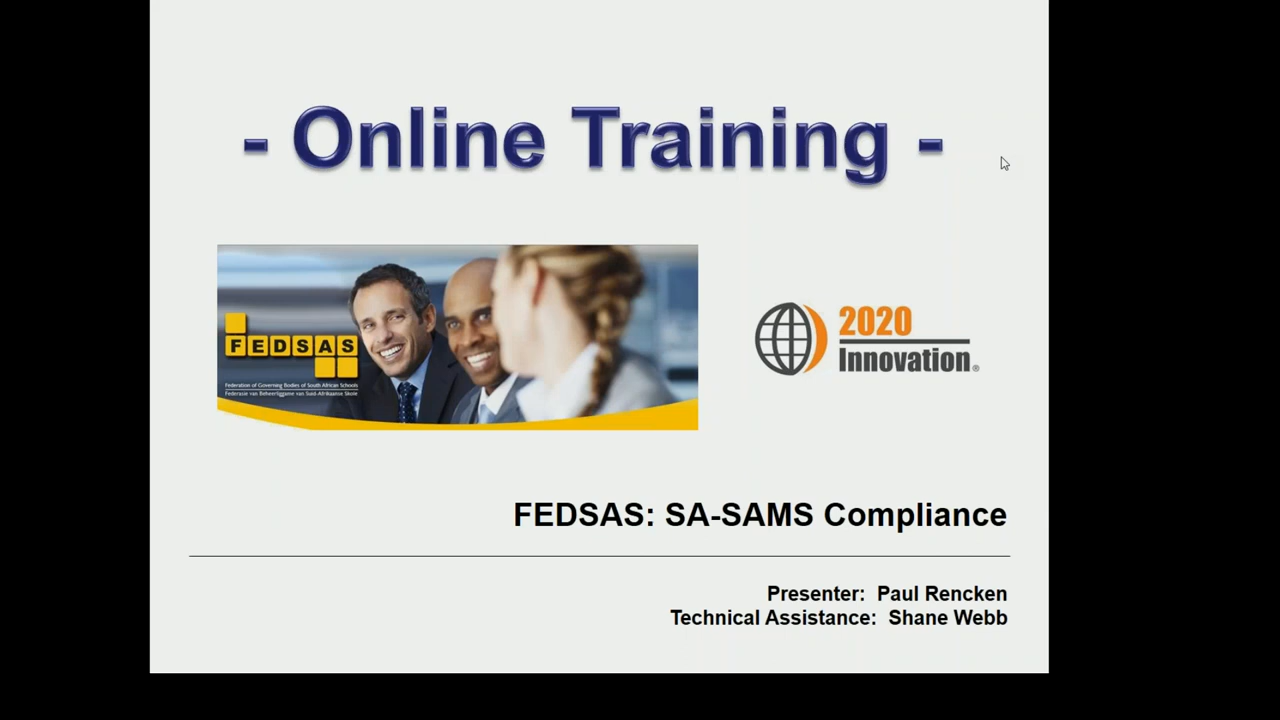 - Online Training -
FEDSAS
Federation of Governing Bodies of South African Schools
Federasie van Beheerliggame van Suid-Afrikaanse Skole
2020
Innovation®
FEDSAS: SA-SAMS Compliance
Presenter: Paul Rencken
Technical Assistance: Shane Webb